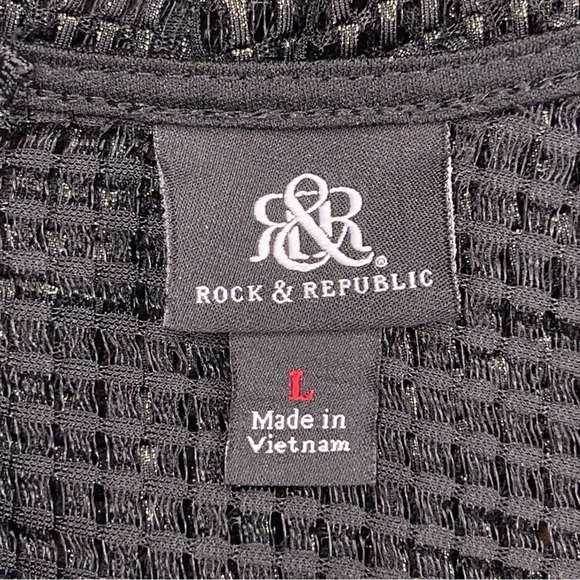 R&R®
ROCK & REPUBLIC
L
Made in
Vietnam